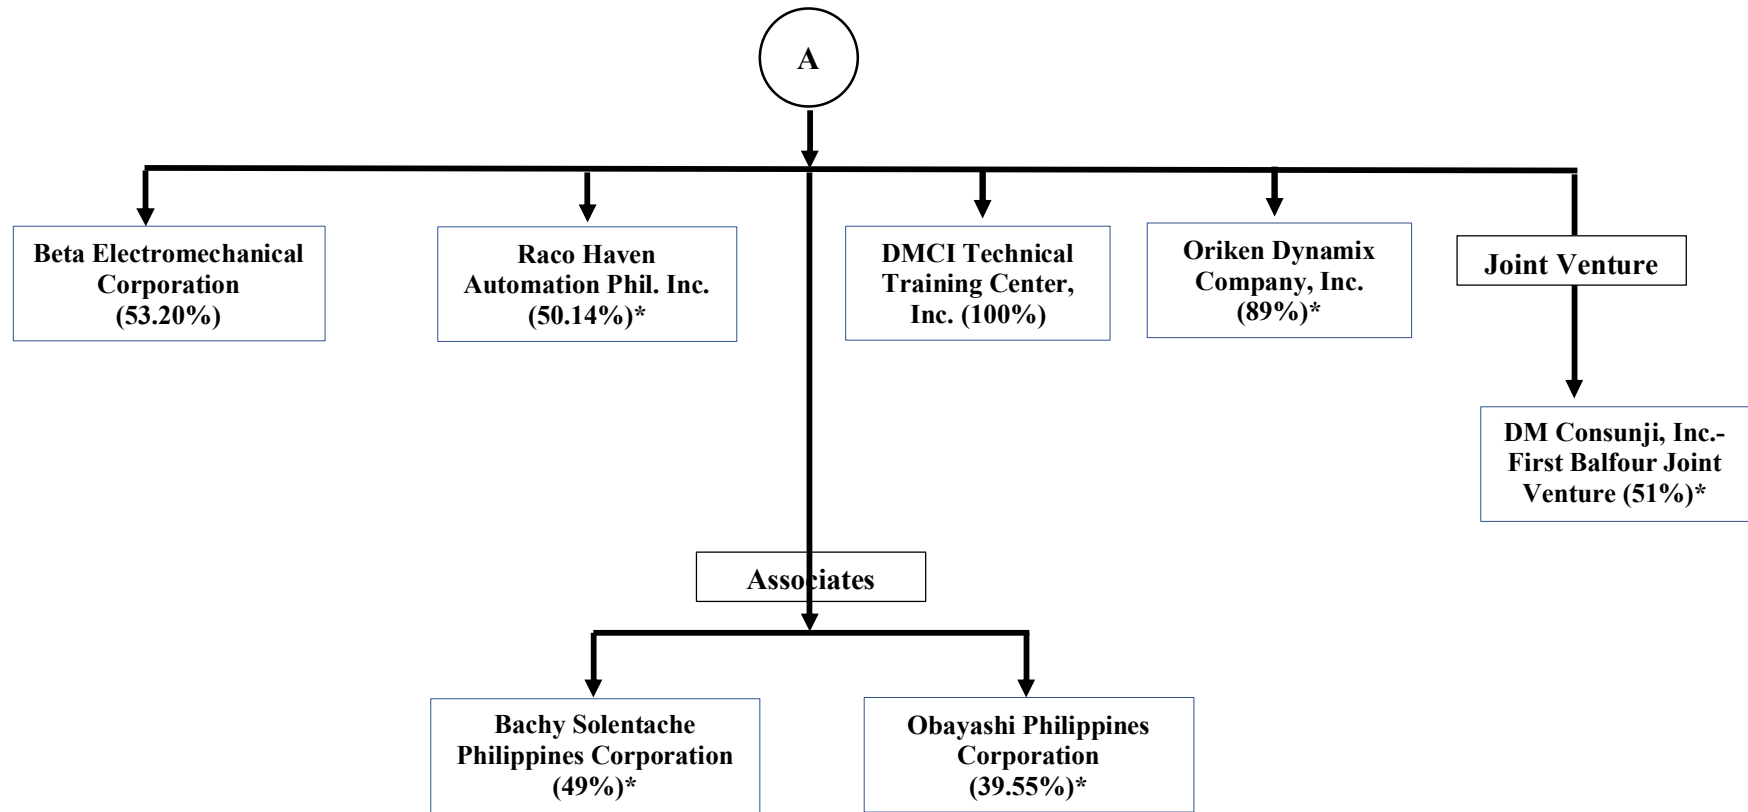 A
Beta Electromechanical
Corporation
(53.20%)
Raco Haven
Automation Phil. Inc.
(50.14%)*
DMCI Technical
Training Center,
Inc. (100%)
Oriken Dynamix
Company, Inc.
(89%)*
Joint Venture
DM Consunji, Inc.-
First Balfour Joint
Venture (51%)*
Associates
Bachy Solentache
Philippines Corporation
(49%)*
Obayashi Philippines
Corporation
(39.55%)*